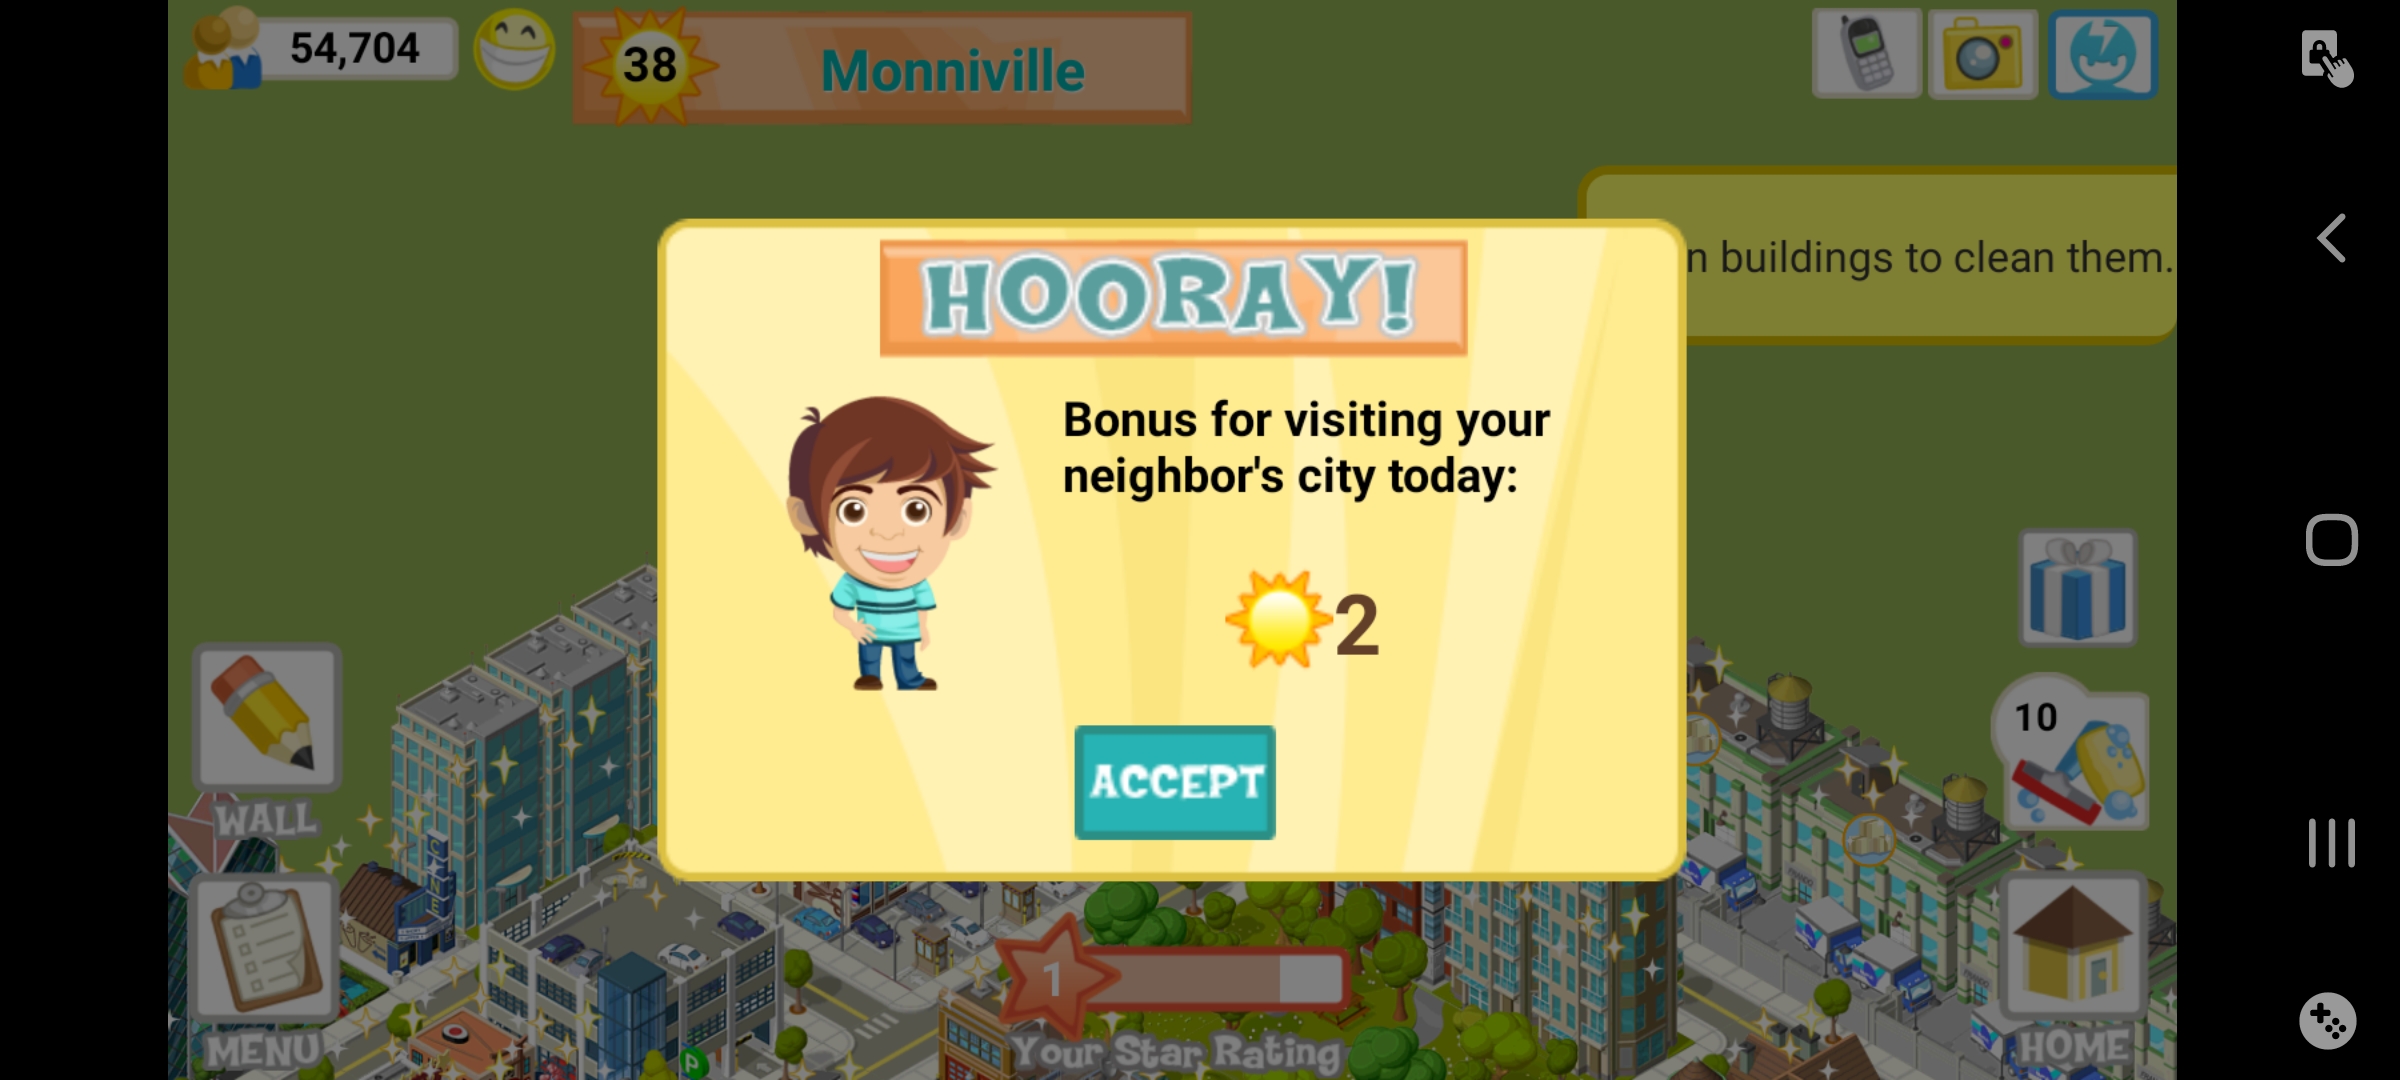 54,704
38
Monniville
n buildings to clean them.
HOORAY!
Bonus for visiting your
neighbor's city today:
2
ACCEPT
10
WALL
1
Your Star Rating
MENU
HOME
P